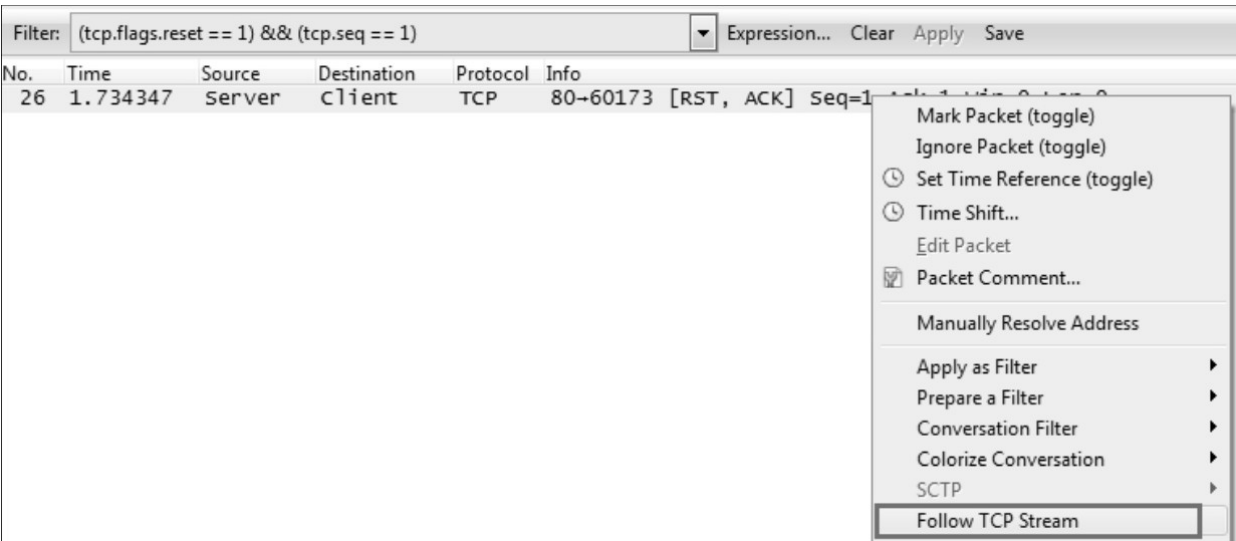 Filter: (tcp.flags.reset == 1) && (tcp.seq == 1) Expression... Clear Apply Save
No. Time Source Destination Protocol Info
26 1.734347 Server Client TCP 80→60173 [RST, ACK] Seq=1
Mark Packet (toggle)
Ignore Packet (toggle)
Set Time Reference (toggle)
Time Shift...
Edit Packet
Packet Comment...
Manually Resolve Address
Apply as Filter
Prepare a Filter
Conversation Filter
Colorize Conversation
SCTP
Follow TCP Stream